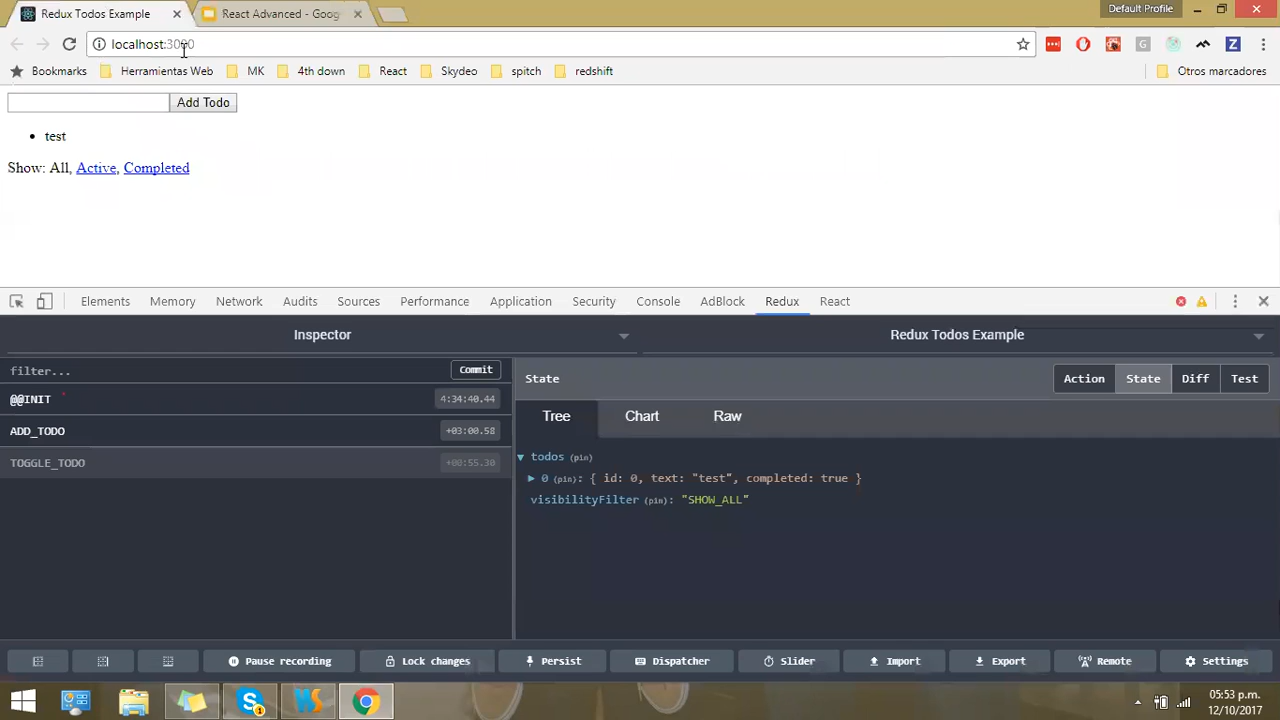 Redux Todos Example
React Advanced - Goog
Default Profile
localhost:3000
Bookmarks Herramientas Web MK 4th down React Skydeo spitch redshift Otros marcadores
Add Todo
test
Show: All, Active, Completed
Elements Memory Network Audits Sources Performance Application Security Console AdBlock Redux React
Inspector Redux Todos Example
filter... Commit
State Action State Diff Test
@@INIT 4:34:40.44
Tree Chart Raw
ADD_TODO +03:00.58
TOGGLE_TODO +00:55.30
todos (pin)
0 (pin): { id: 0, text: "test", completed: true }
visibilityFilter (pin): "SHOW_ALL"
Pause recording Lock changes Persist Dispatcher Slider Import Export Remote Settings
05:53 p.m.
12/10/2017